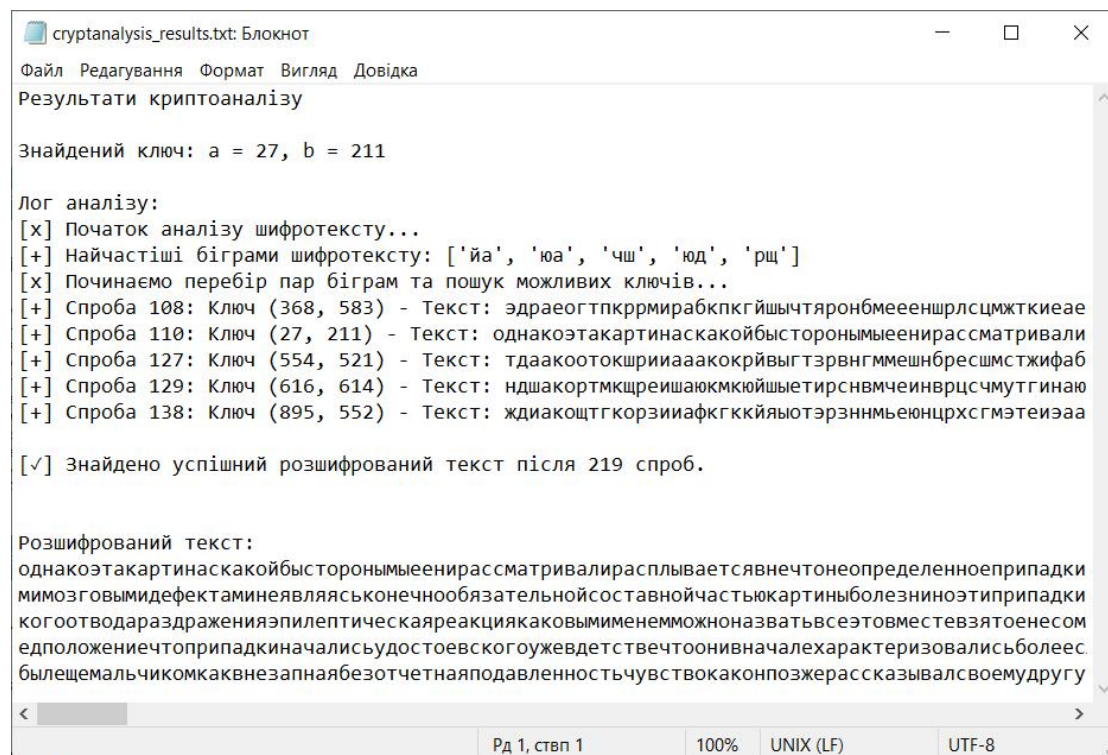 cryptanalysis_results.txt: Блокнот
Файл Редагування Формат Вигляд Довідка
Результати криптоаналізу
Знайдений ключ: a = 27, b = 211
Лог аналізу:
[x] Початок аналізу шифротексту...
[+] Найчастіші біграми шифротексту: ['йа', 'юа', 'чш', 'юд', 'рщ']
[x] Починаємо перебір пар біграм та пошук можливих ключів...
[+] Спроба 108: Ключ (368, 583) - Текст: эдраеогтпкррмирабкпкгйшычтяронбмеееншрлсцмжткиеае
[+] Спроба 110: Ключ (27, 211) - Текст: однакоэтакартинаскакойбысторонымыеенирассматривали
[+] Спроба 127: Ключ (554, 521) - Текст: тдаакоотокшрииааакокрйвыгтзрвнгммешнбресшмстжифаб
[+] Спроба 129: Ключ (616, 614) - Текст: ндшакортмкщреишаюкмкюйшыетирснвмчеинврцсчмутгинаю
[+] Спроба 138: Ключ (895, 552) - Текст: ждиакощтгкорзииафкгккйяыотэрзннмьеюнцрхсгмэтеиэаа
[✓] Знайдено успішний розшифрований текст після 219 спроб.
Розшифрований текст:
однакоэтакартинаскакойбысторонымыеенирассматривалирасплываетсявнечтонеопределенноеприпадки
мимозговымидефектаминеявляяськонечнообязательнойсоставнойчастьюкартиныболезнинοэтиприпадки
когоотводараздраженияэпилептическаяреакциякаковымименемможноназватьвсеэтовместевзятоенесом
едположениечтоприпадкиначалисьудостоевскогоужевдетствечтоонивначалехарактеризовалисьболеес
былещемальчикомкаквнезапнаябезотчетнаяподавленностьчувствокаконпозжерассказывалсвоемудругу
Рд 1, ствп 1 100% UNIX (LF) UTF-8